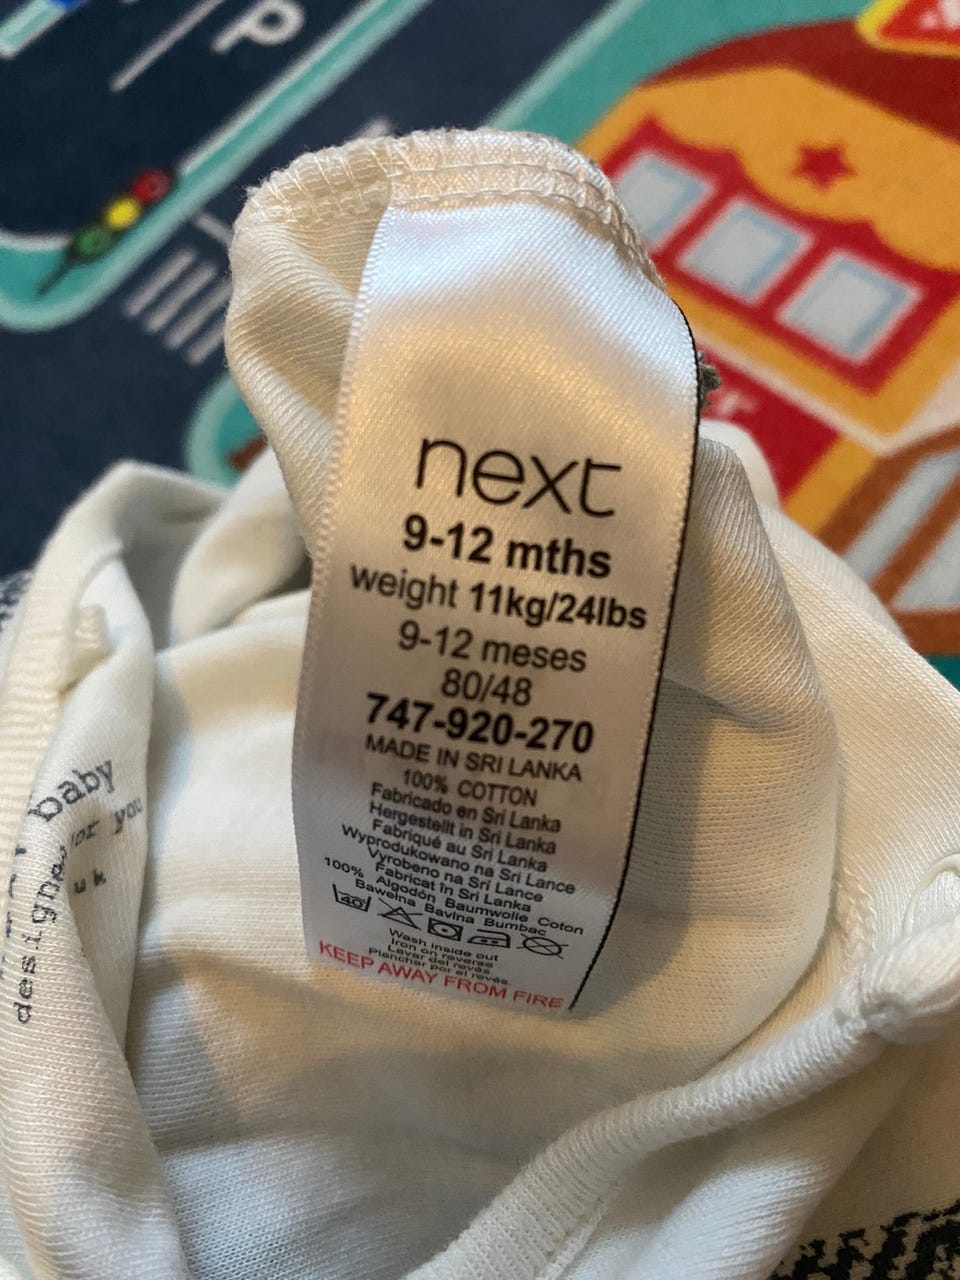 P
next
9-12 mths
weight 11kg/24lbs
9-12 meses
80/48
747-920-270
MADE IN SRI LANKA
100% COTTON
Fabricado en Sri Lanka
Hergestellt in Sri Lanka
Fabriqué au Sri Lanka
Wyprodukowano na Sri Lance
Vyrobeno na Srí Lance
Fabricat în Sri Lanka
100% Algodón Baumwolle Coton
Bawełna Bavlna Bumbac
40
Wash inside out
Iron on reverse
Lavar del revés
Planchar por el revés
KEEP AWAY FROM FIRE
baby
for you
designed